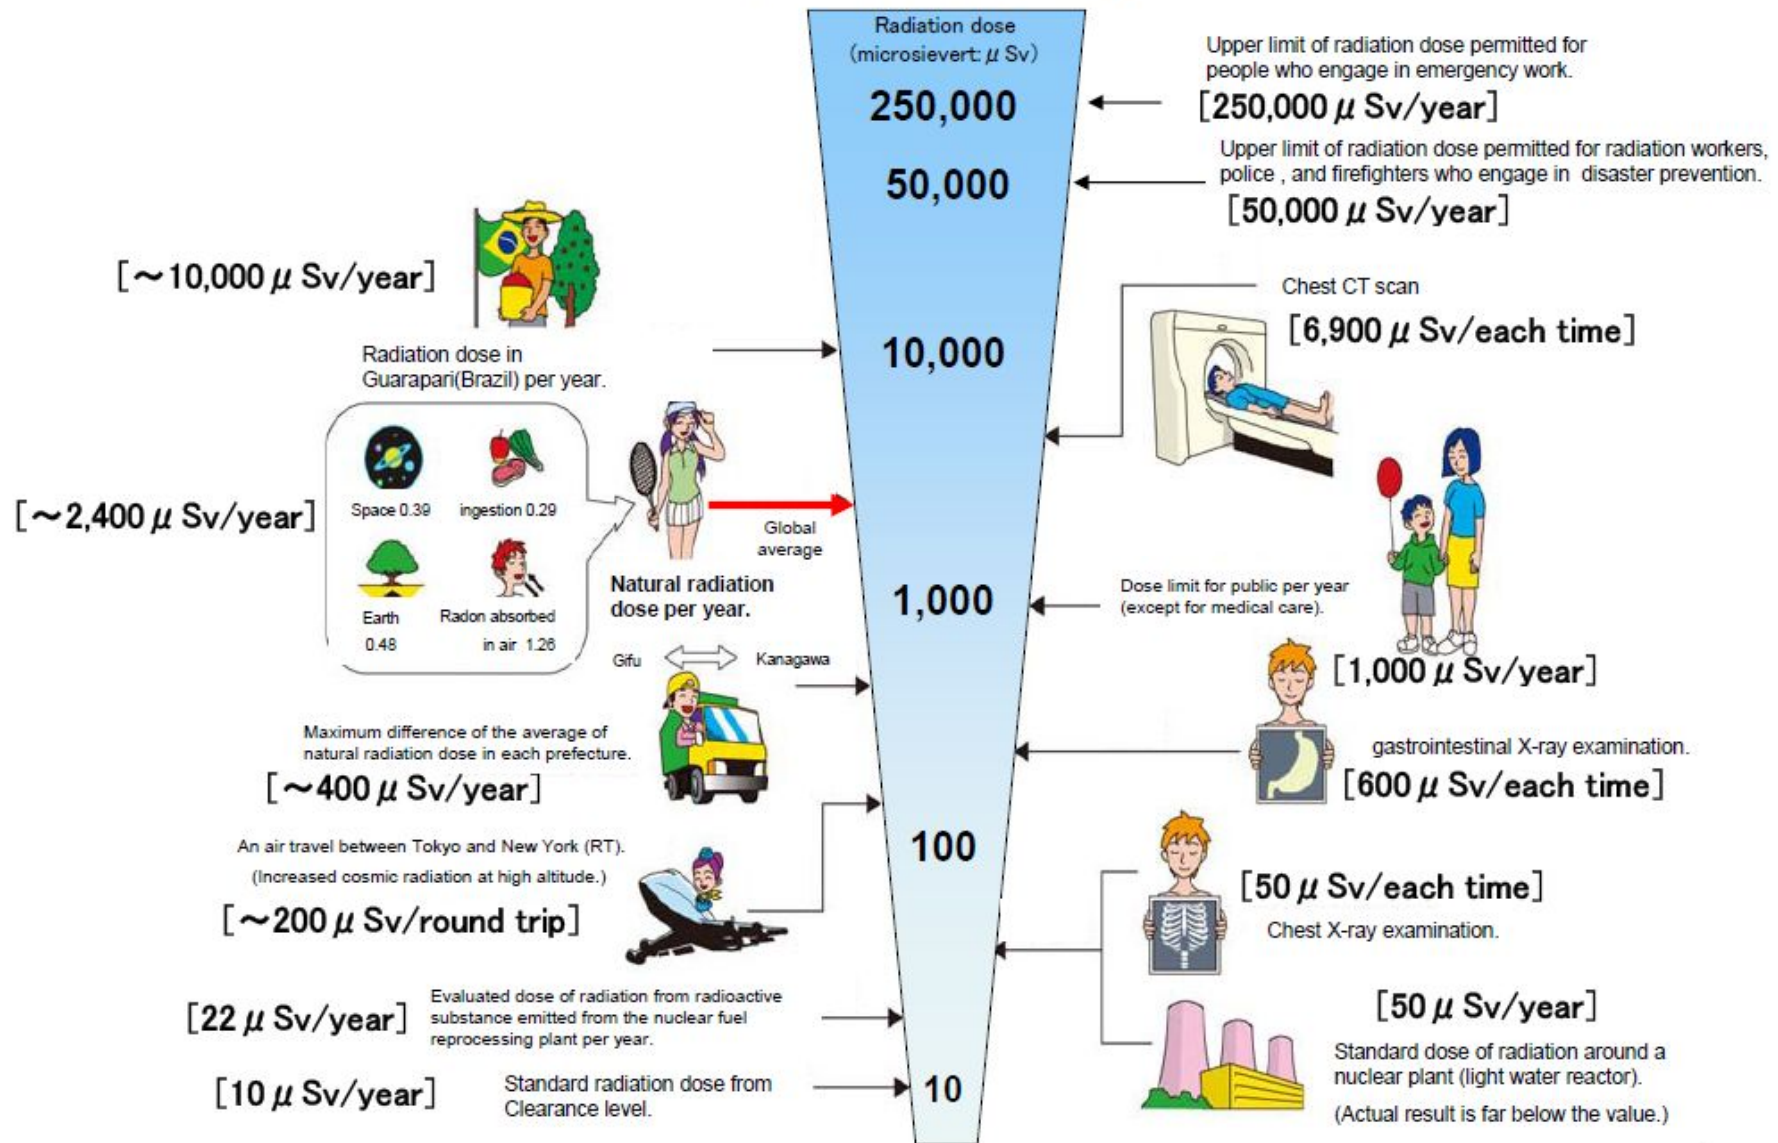 Radiation dose
(microsievert: μ Sv)
250,000
50,000
10,000
1,000
100
10
[～10,000 μ Sv/year]
Radiation dose in
Guarapari(Brazil) per year.
[～2,400 μ Sv/year]
Space 0.39
ingestion 0.29
Earth
0.48
Radon absorbed
in air 1.26
Global
average
Natural radiation
dose per year.
Gifu
Kanagawa
Maximum difference of the average of
natural radiation dose in each prefecture.
[～400 μ Sv/year]
An air travel between Tokyo and New York (RT).
(Increased cosmic radiation at high altitude.)
[～200 μ Sv/round trip]
[22 μ Sv/year]
Evaluated dose of radiation from radioactive
substance emitted from the nuclear fuel
reprocessing plant per year.
[10 μ Sv/year]
Standard radiation dose from
Clearance level.
Upper limit of radiation dose permitted for
people who engage in emergency work.
[250,000 μ Sv/year]
Upper limit of radiation dose permitted for radiation workers,
police , and firefighters who engage in disaster prevention.
[50,000 μ Sv/year]
Chest CT scan
[6,900 μ Sv/each time]
Dose limit for public per year
(except for medical care).
[1,000 μ Sv/year]
gastrointestinal X-ray examination.
[600 μ Sv/each time]
[50 μ Sv/each time]
Chest X-ray examination.
[50 μ Sv/year]
Standard dose of radiation around a
nuclear plant (light water reactor).
(Actual result is far below the value.)